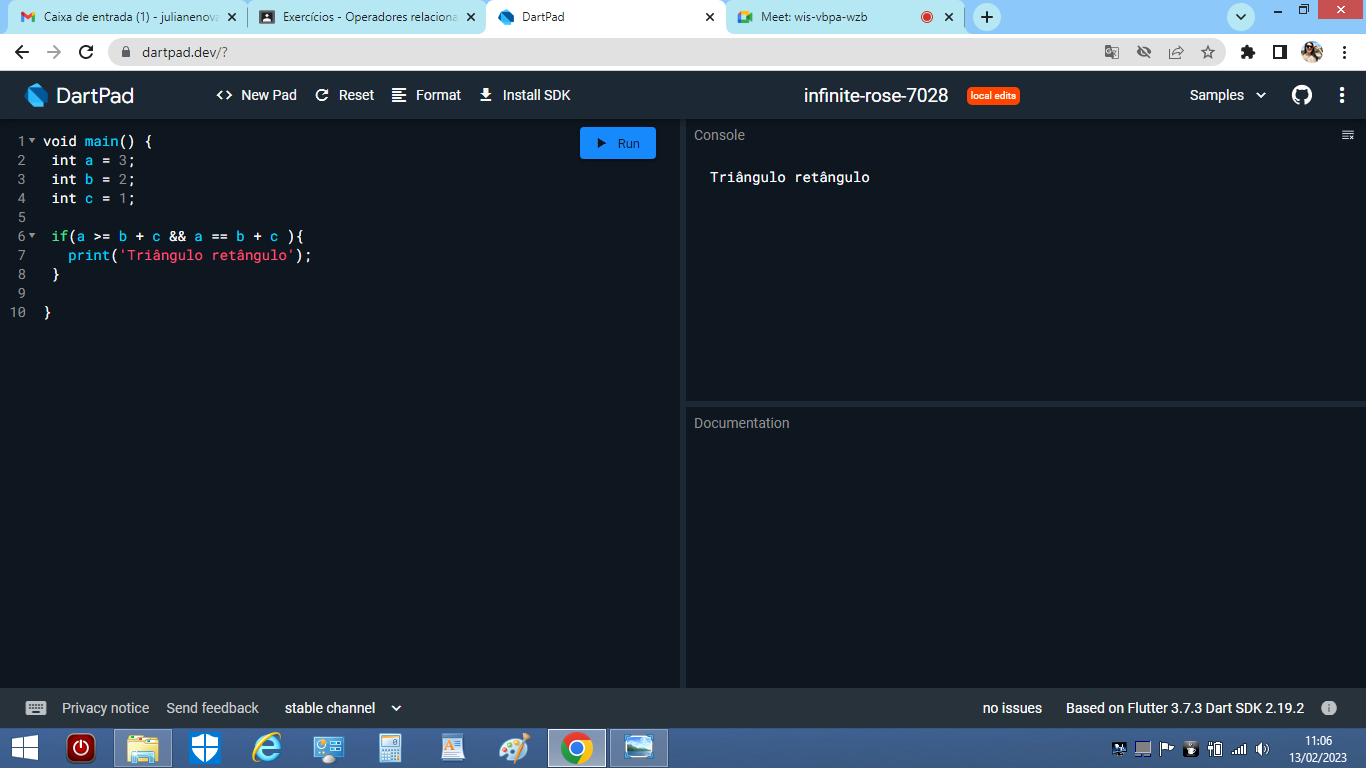 Caixa de entrada (1) - julianenova
Exercícios - Operadores relaciona
DartPad
Meet: wis-vbpa-wzb
dartpad.dev/?
DartPad
<> New Pad
Reset
Format
Install SDK
infinite-rose-7028
local edits
Samples
1 void main() {
2 int a = 3;
3 int b = 2;
4 int c = 1;
5
6 if(a >= b + c && a == b + c ){
7 print('Triângulo retângulo');
8 }
9
10 }
Run
Console
Triângulo retângulo
Documentation
Privacy notice
Send feedback
stable channel
no issues
Based on Flutter 3.7.3 Dart SDK 2.19.2
11:06
13/02/2023